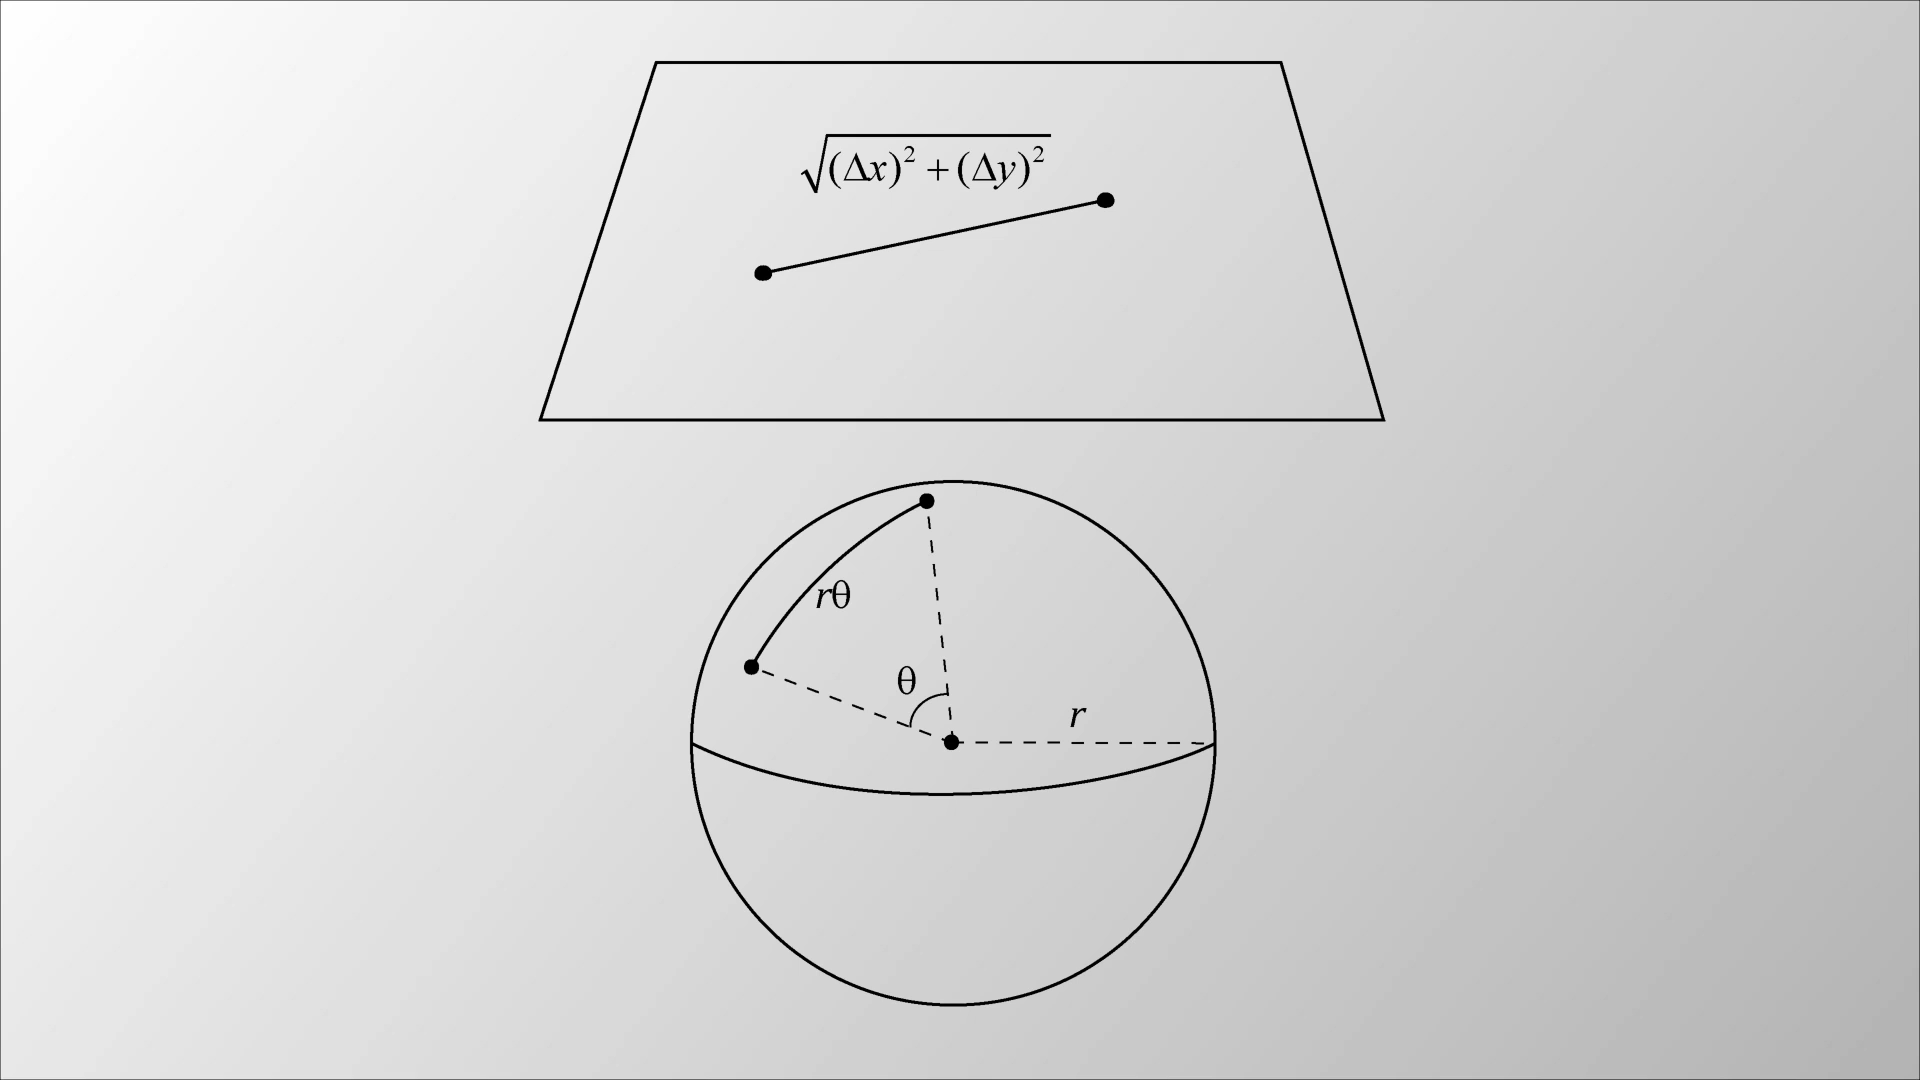 √(Δx)² + (Δy)²
rθ
θ
r